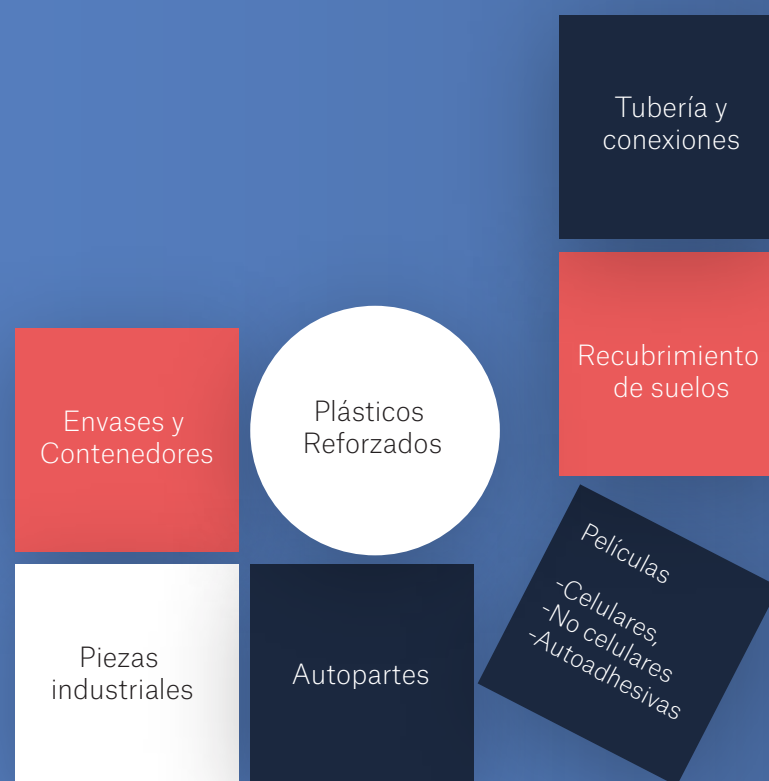 Tubería y
conexiones
Recubrimiento
de suelos
Envases y
Contenedores
Plásticos
Reforzados
Películas
-Celulares,
-No celulares
-Autoadhesivas
Piezas
industriales
Autopartes